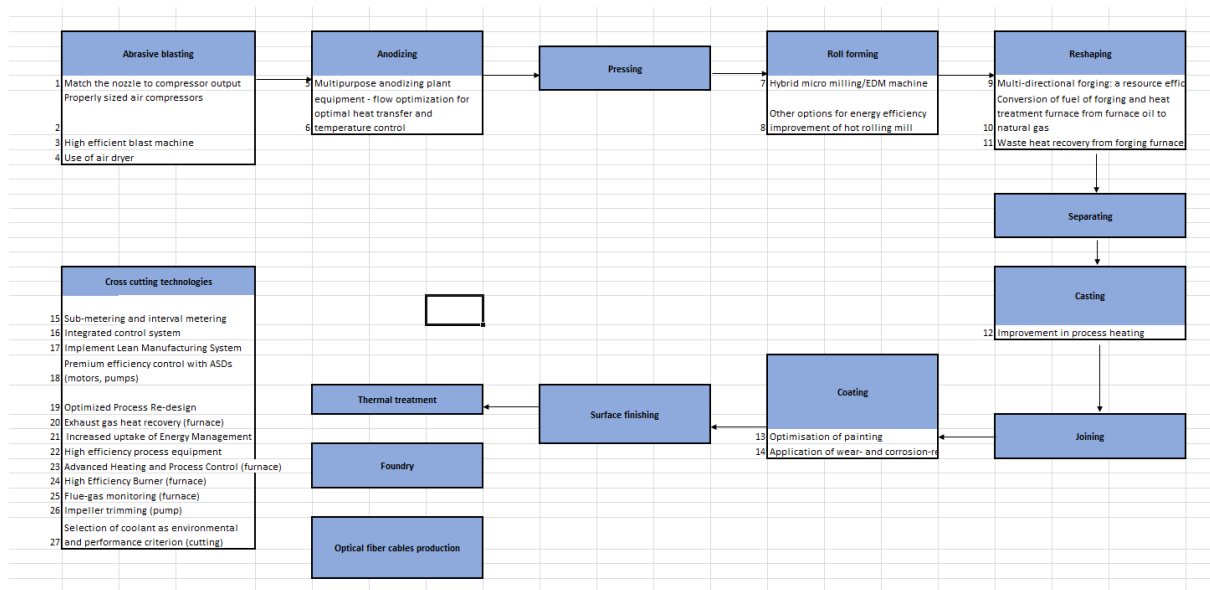 Abrasive blasting
1 Match the nozzle to compressor output
Properly sized air compressors
2
3 High efficient blast machine
4 Use of air dryer
Anodizing
5 Multipurpose anodizing plant
equipment - flow optimization for
optimal heat transfer and
6 temperature control
Pressing
Roll forming
7 Hybrid micro milling/EDM machine
Other options for energy efficiency
8 improvement of hot rolling mill
Reshaping
9 Multi-directional forging: a resource effic
Conversion of fuel of forging and heat
treatment furnace from furnace oil to
10 natural gas
11 Waste heat recovery from forging furnace
Separating
Casting
12 Improvement in process heating
Joining
Coating
13 Optimisation of painting
14 Application of wear- and corrosion-re
Surface finishing
Thermal treatment
Foundry
Optical fiber cables production
Cross cutting technologies
15 Sub-metering and interval metering
16 Integrated control system
17 Implement Lean Manufacturing System
Premium efficiency control with ASDs
18 (motors, pumps)
19 Optimized Process Re-design
20 Exhaust gas heat recovery (furnace)
21 Increased uptake of Energy Management
22 High efficiency process equipment
23 Advanced Heating and Process Control (furnace)
24 High Efficiency Burner (furnace)
25 Flue-gas monitoring (furnace)
26 Impeller trimming (pump)
Selection of coolant as environmental
27 and performance criterion (cutting)